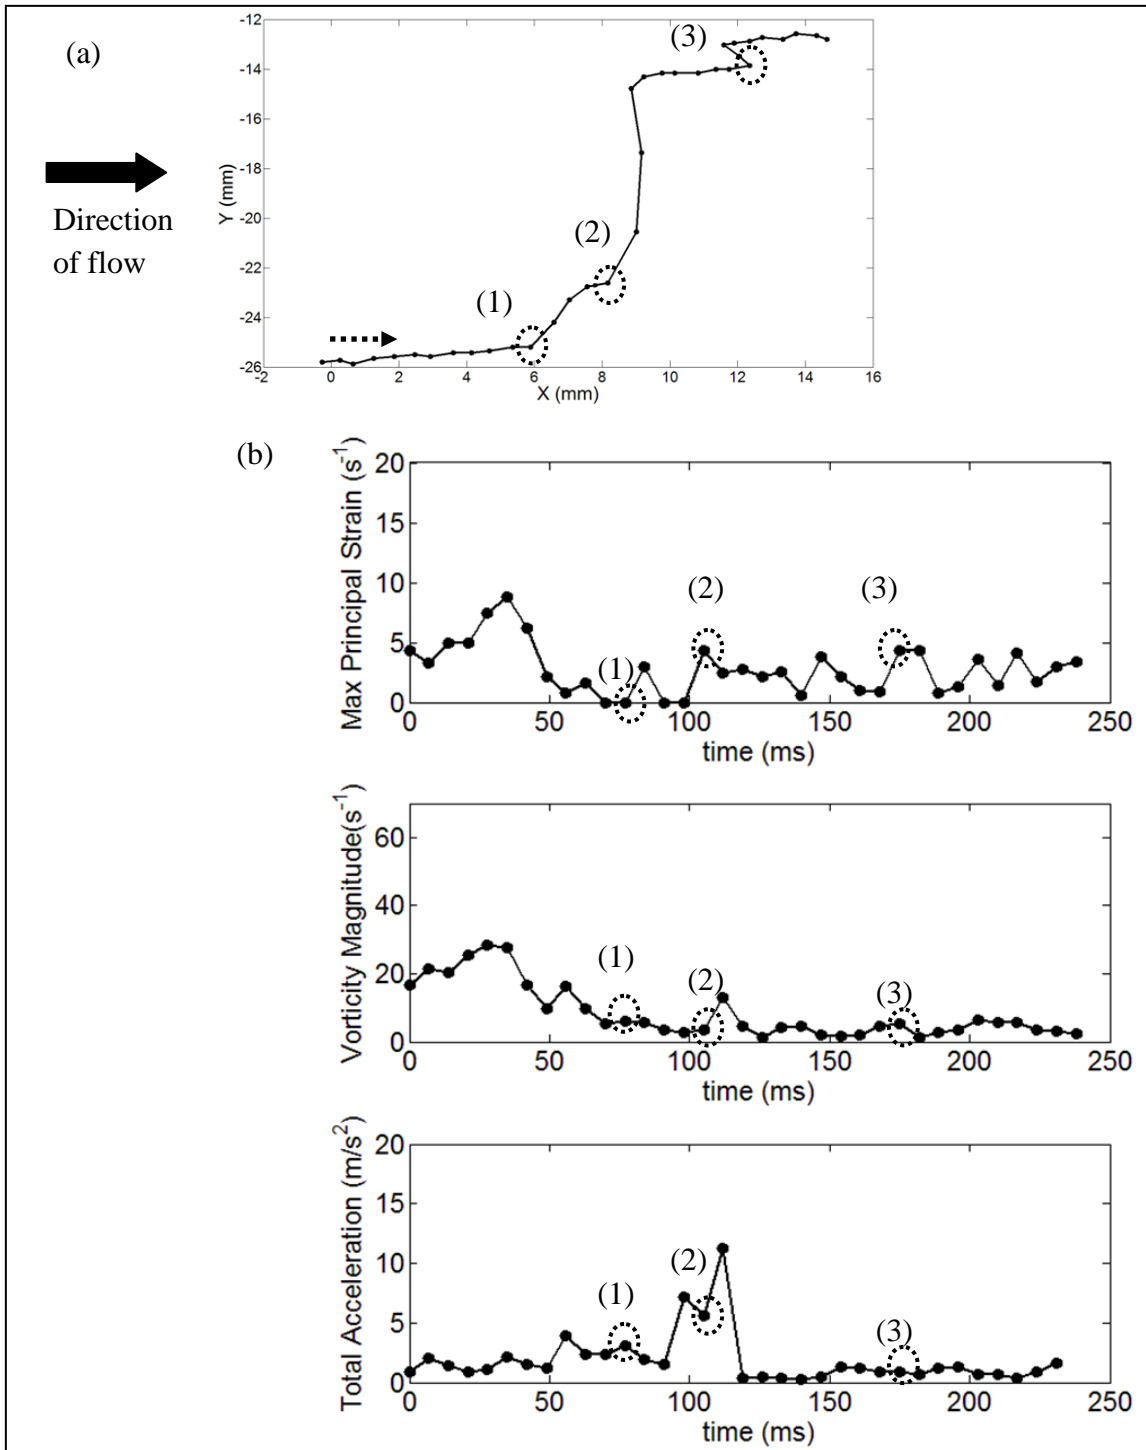 (a)
Direction
of flow
-12
-14
-16
-18
-20
-22
-24
-26
Y (mm)
(1)
(2)
(3)
-2 0 2 4 6 8 10 12 14 16
X (mm)
(b)
Max Principal Strain (s⁻¹)
20
15
10
5
0
(1)
(2)
(3)
0 50 100 150 200 250
time (ms)
Vorticity Magnitude(s⁻¹)
60
40
20
0
(1)
(2)
(3)
0 50 100 150 200 250
time (ms)
Total Acceleration (m/s²)
20
15
10
5
0
(1)
(2)
(3)
0 50 100 150 200 250
time (ms)